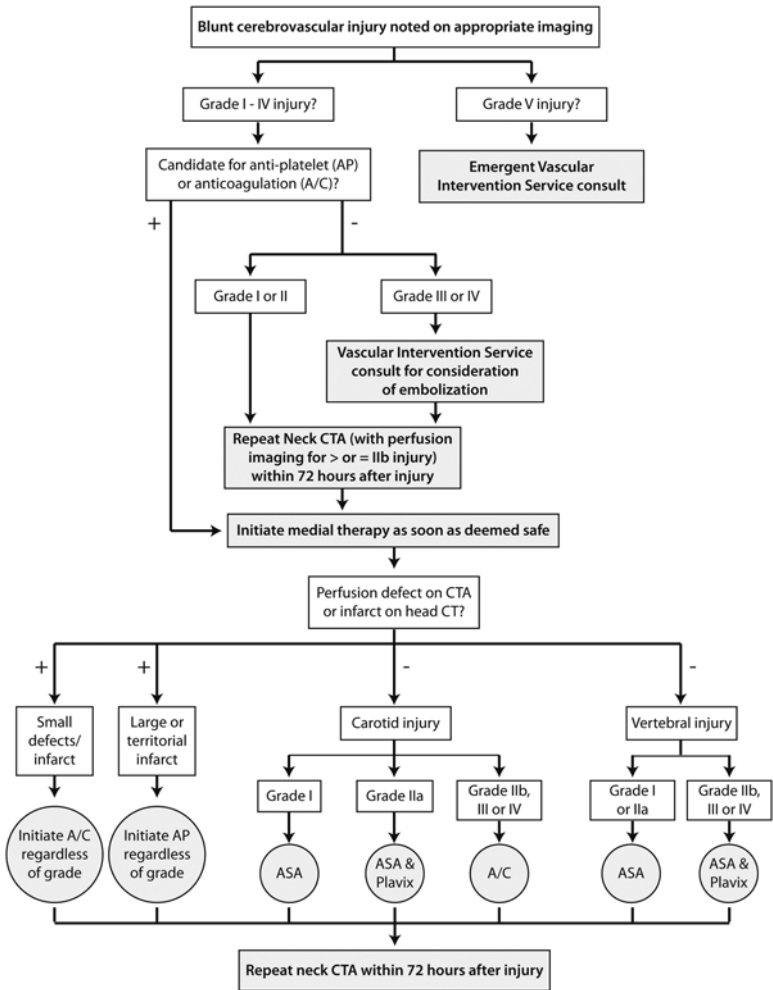 Blunt cerebrovascular injury noted on appropriate imaging
Grade I - IV injury?
Grade V injury?
Candidate for anti-platelet (AP)
or anticoagulation (A/C)?
Emergent Vascular
Intervention Service consult
+
-
Grade I or II
Grade III or IV
Vascular Intervention Service
consult for consideration
of embolization
Repeat Neck CTA (with perfusion
imaging for > or = IIb injury)
within 72 hours after injury
Initiate medial therapy as soon as deemed safe
Perfusion defect on CTA
or infarct on head CT?
+
+
-
-
Small
defects/
infarct
Large or
territorial
infarct
Carotid injury
Vertebral injury
Grade I
Grade IIa
Grade IIb,
III or IV
Grade I
or IIa
Grade IIb,
III or IV
Initiate A/C
regardless
of grade
Initiate AP
regardless
of grade
ASA
ASA &
Plavix
A/C
ASA
ASA &
Plavix
Repeat neck CTA within 72 hours after injury